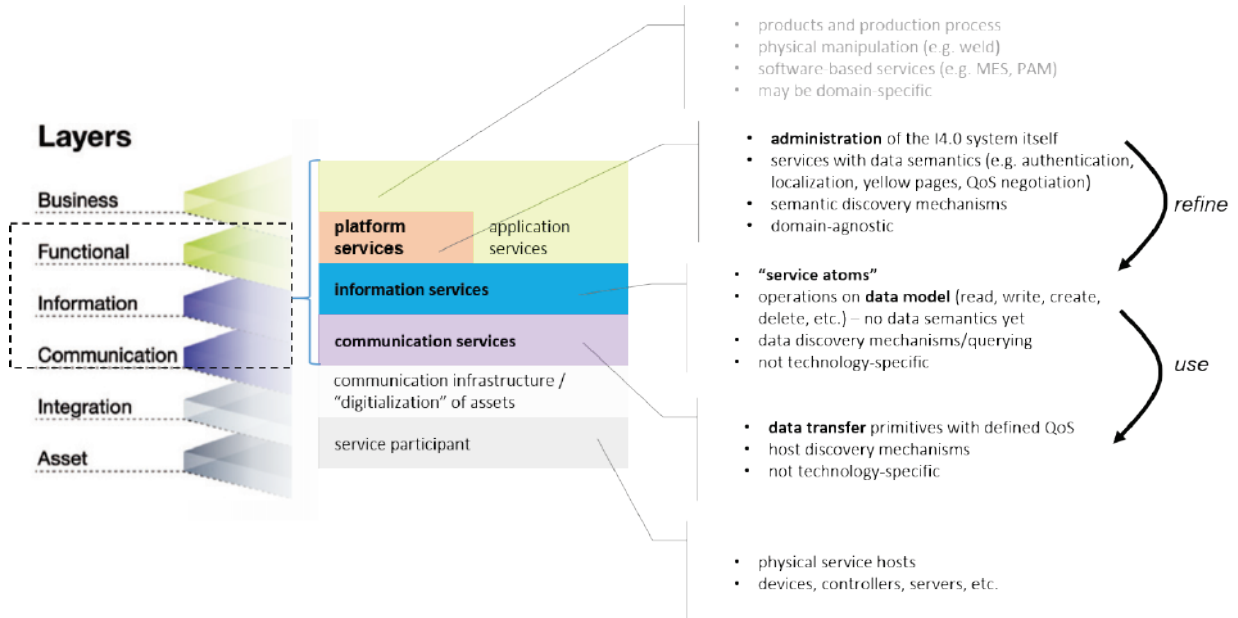 • products and production process
• physical manipulation (e.g. weld)
• software-based services (e.g. MES, PAM)
• may be domain-specific
Layers
Business
Functional
Information
Communication
Integration
Asset
platform
services
application
services
information services
communication services
communication infrastructure /
"digitialization" of assets
service participant
• administration of the I4.0 system itself
• services with data semantics (e.g. authentication,
localization, yellow pages, QoS negotiation)
• semantic discovery mechanisms
• domain-agnostic
refine
• "service atoms"
• operations on data model (read, write, create,
delete, etc.) – no data semantics yet
• data discovery mechanisms/querying
• not technology-specific
use
• data transfer primitives with defined QoS
• host discovery mechanisms
• not technology-specific
• physical service hosts
• devices, controllers, servers, etc.